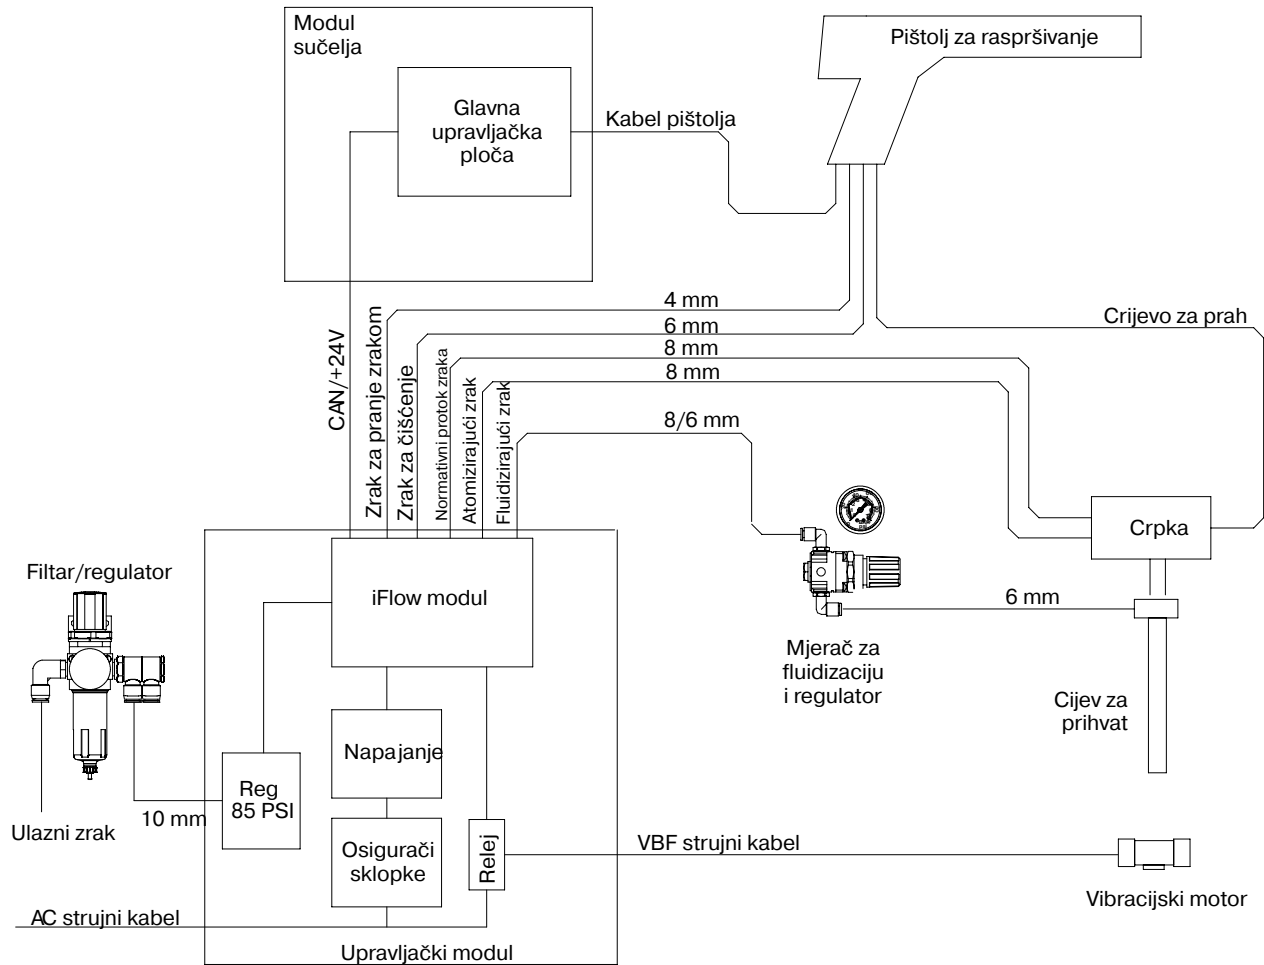 Modul
sučelja
Pištolj za raspršivanje
Glavna
upravljačka
ploča
Kabel pištolja
4 mm
6 mm
8 mm
8 mm
8/6 mm
Crijevo za prah
CAN/+24V
Zrak za pranje zrakom
Zrak za čišćenje
Normativni protok zraka
Atomizirajući zrak
Fluidizirajući zrak
Crpka
Filtar/regulator
iFlow modul
6 mm
Mjerač za
fluidizaciju
i regulator
Cijev za
prihvat
Napajanje
Reg
85 PSI
10 mm
Ulazni zrak
Osigurači
sklopke
Relej
VBF strujni kabel
Vibracijski motor
AC strujni kabel
Upravljački modul